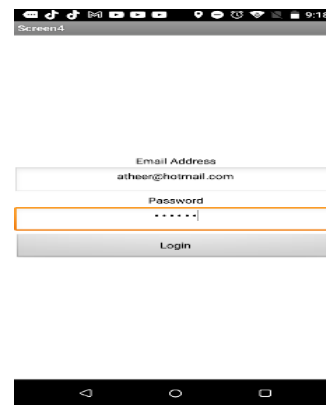 9:18
Screen4
Email Address
atheer@hotmail.com
Password
••••••
Login